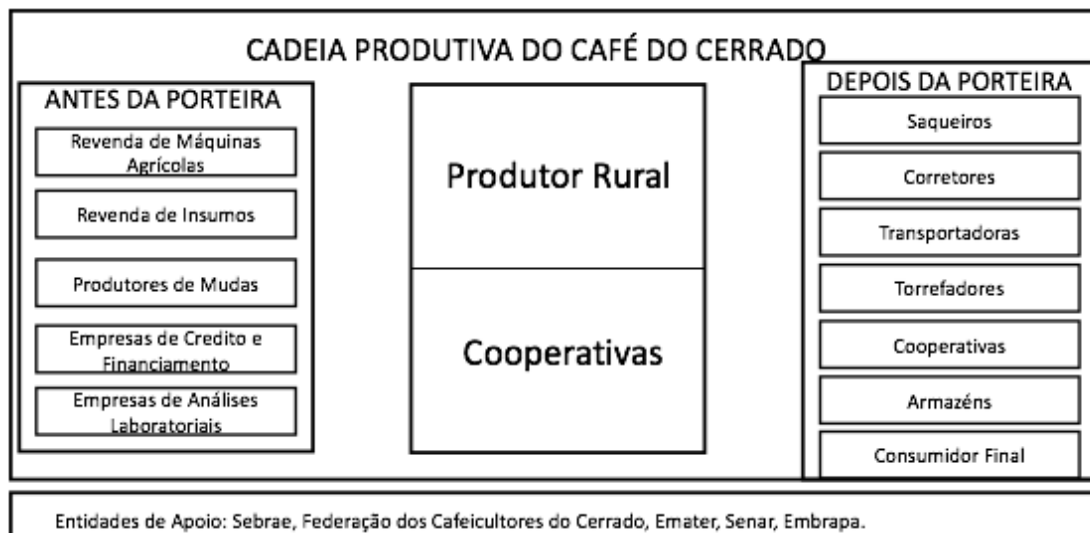 CADEIA PRODUTIVA DO CAFÉ DO CERRADO
ANTES DA PORTEIRA
Revenda de Máquinas
Agrícolas
Revenda de Insumos
Produtores de Mudas
Empresas de Credito e
Financiamento
Empresas de Análises
Laboratoriais
Produtor Rural
Cooperativas
DEPOIS DA PORTEIRA
Saqueiros
Corretores
Transportadoras
Torrefadores
Cooperativas
Armazéns
Consumidor Final
Entidades de Apoio: Sebrae, Federação dos Cafeicultores do Cerrado, Emater, Senar, Embrapa.